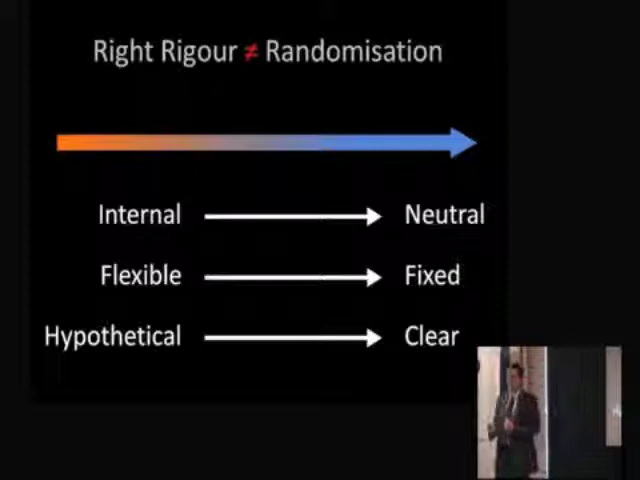 Right Rigour ≠ Randomisation
Internal Neutral
Flexible Fixed
Hypothetical Clear